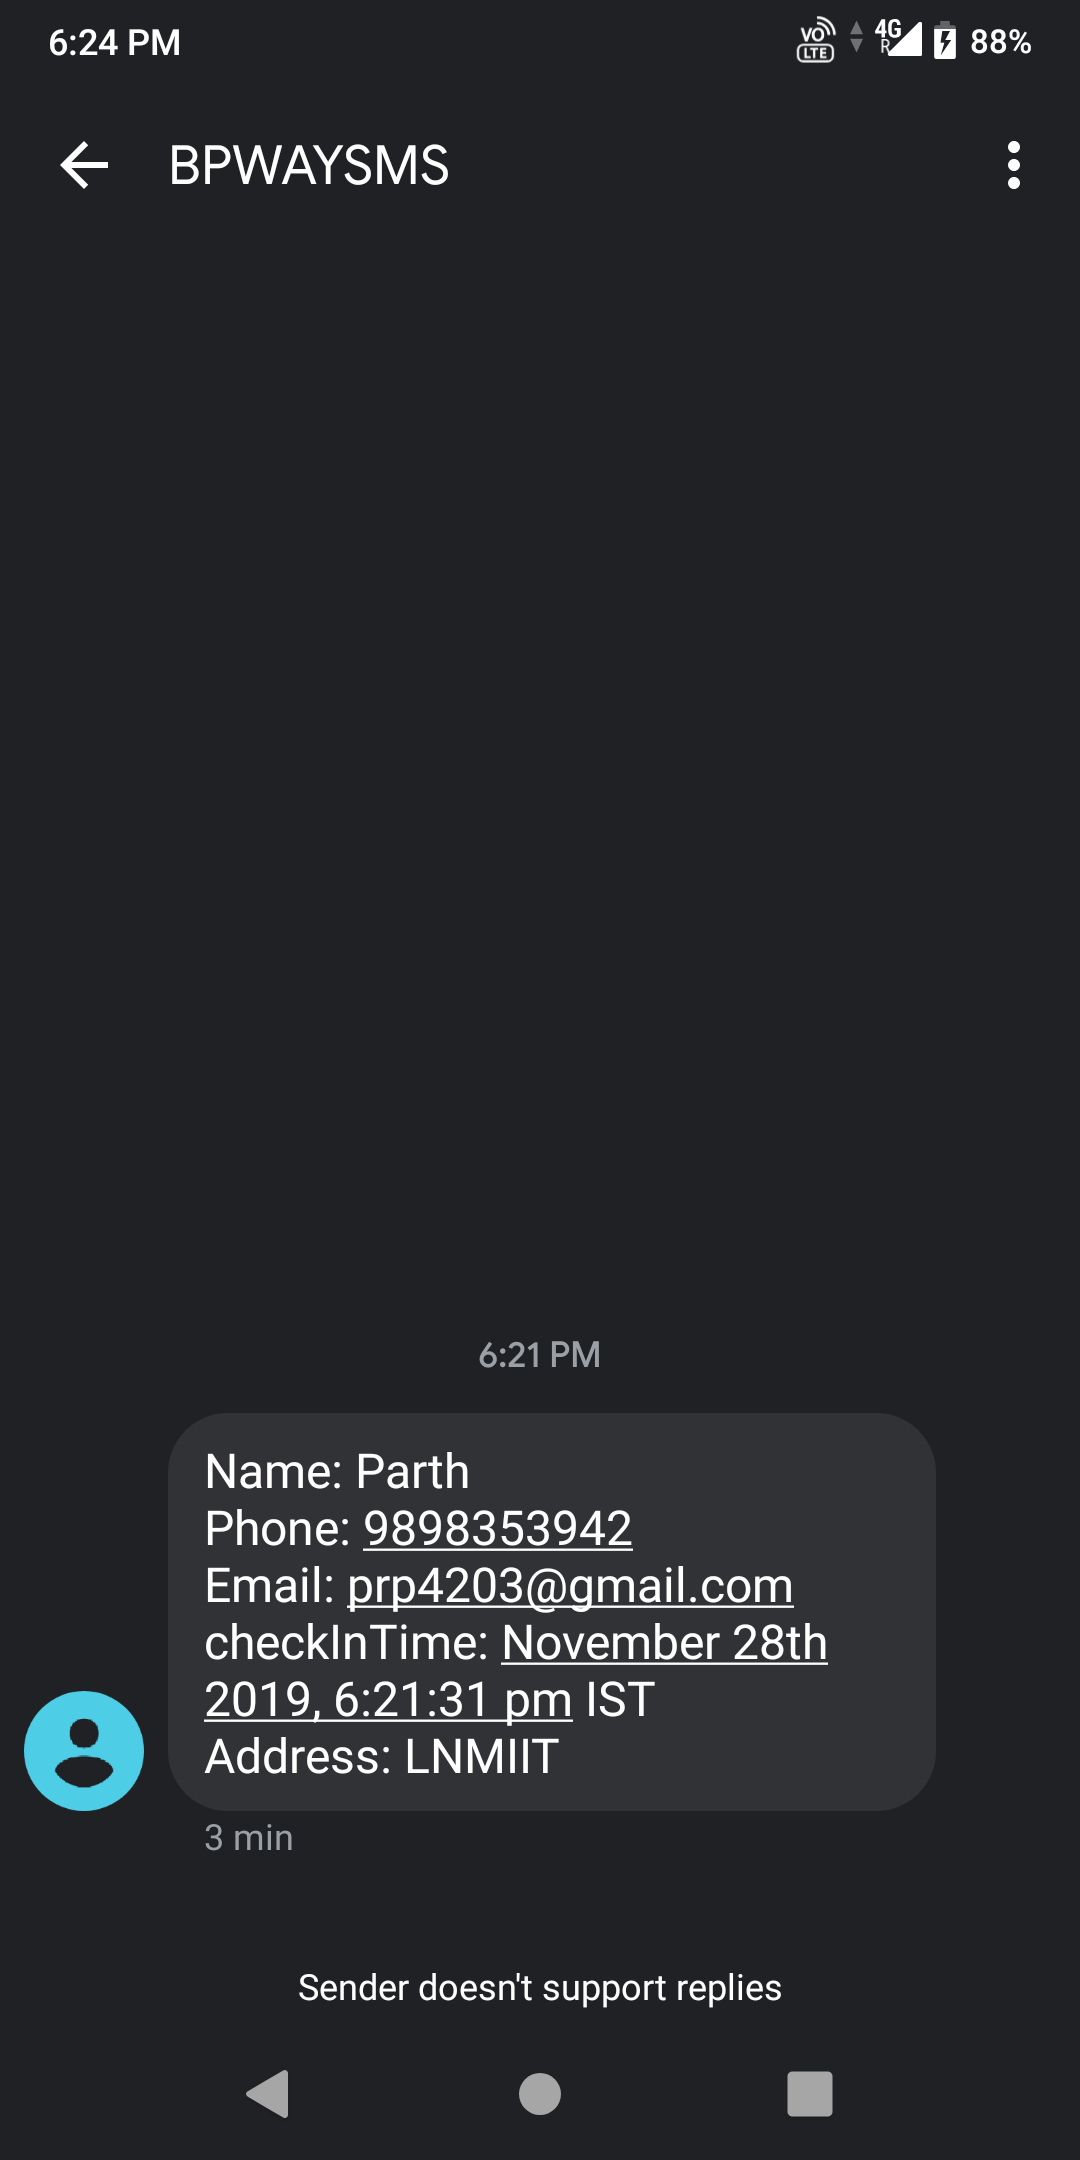 6:24 PM VO LTE 4G R 88%
BPWAYSMS
6:21 PM
Name: Parth
Phone: 9898353942
Email: prp4203@gmail.com
checkInTime: November 28th
2019, 6:21:31 pm IST
Address: LNMIIT
3 min
Sender doesn't support replies